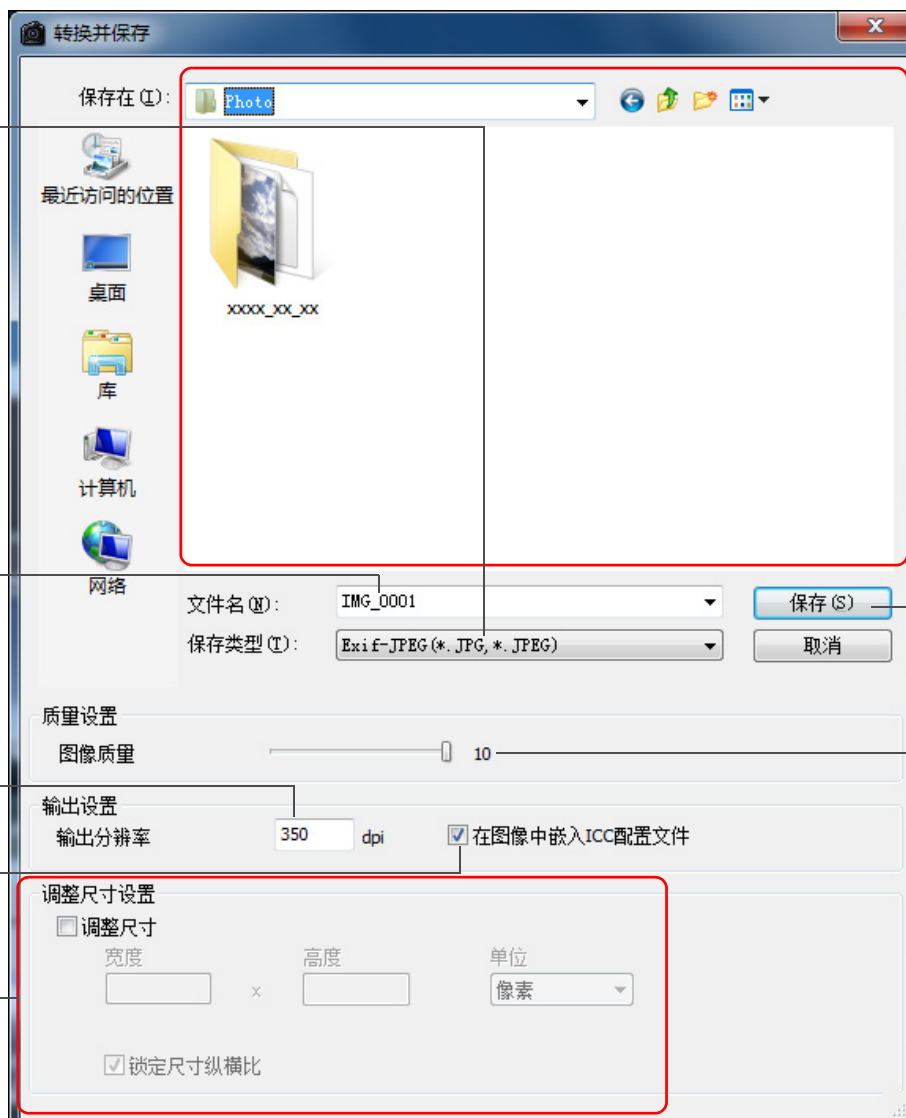 转换并保存
保存在(I):
Photo
最近访问的位置
桌面
库
计算机
网络
xxxx_xx_xx
文件名(N): IMG_0001 保存(S)
保存类型(T): Exif-JPEG(*.JPG,*.JPEG) 取消
质量设置
图像质量 10
输出设置
输出分辨率 350 dpi 在图像中嵌入ICC配置文件
调整尺寸设置
调整尺寸
宽度 高度 单位
x 像素
锁定尺寸纵横比